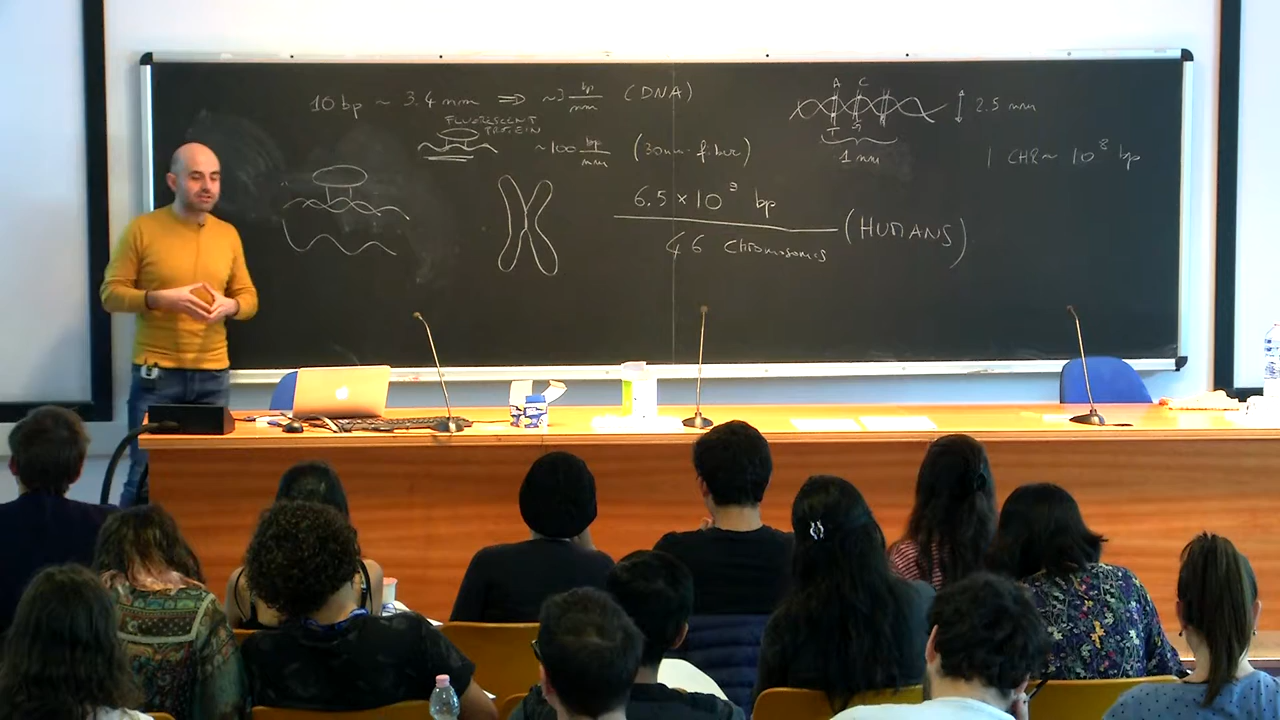 10 bp ~ 3.4 nm ⇒ ~3 bp/nm (DNA)
FLUORESCENT
PROTEIN
~100 bp/nm (30nm-fiber)
6.5 × 10⁹ bp
46 Chromosomes
(HUMANS)
A C
T G
1 nm
2.5 nm
1 CHR ~ 10⁸ bp